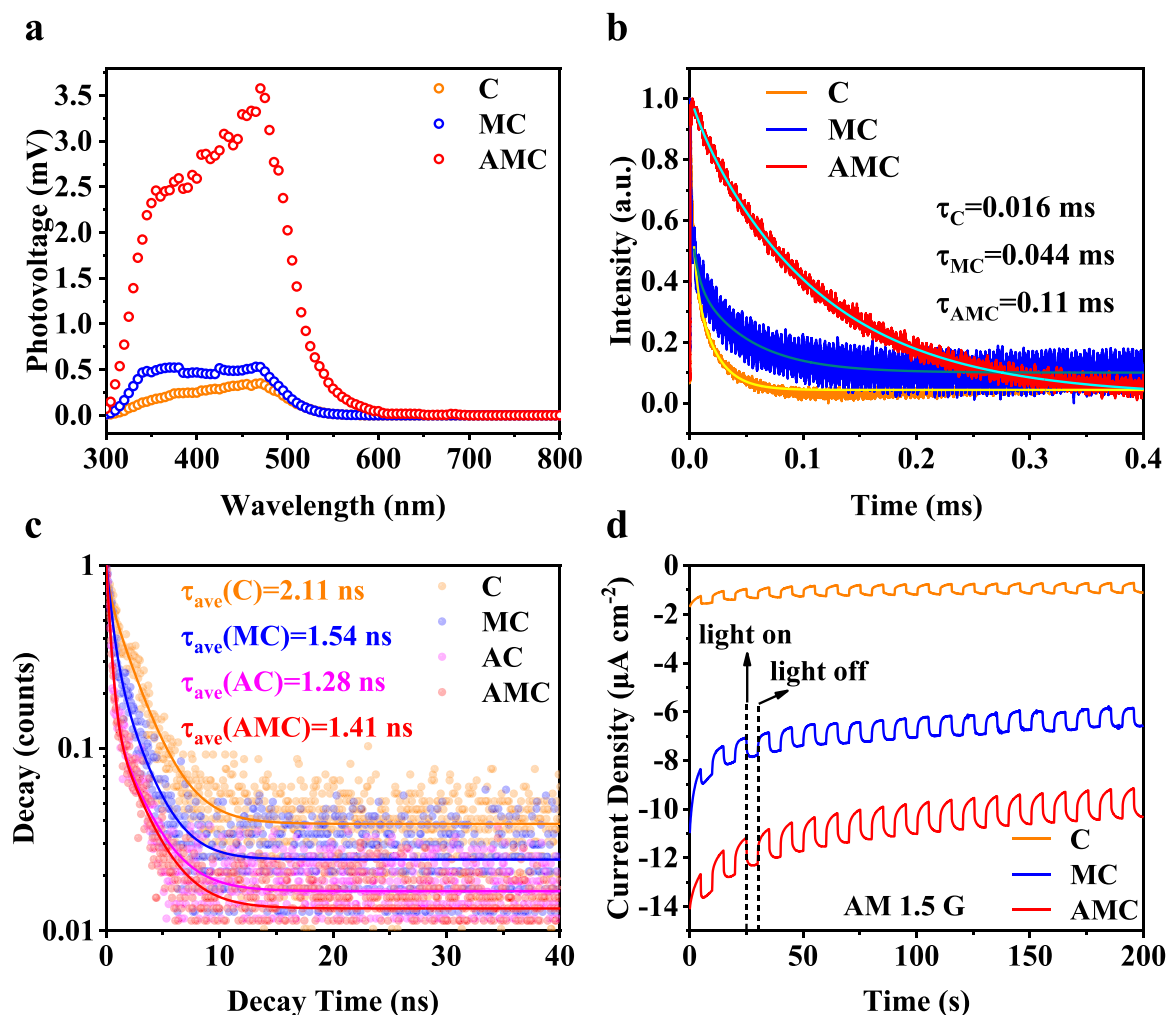 a
C
MC
AMC
3.5
3.0
2.5
2.0
1.5
1.0
0.5
0.0
Photovoltage (mV)
300 400 500 600 700 800
Wavelength (nm)
b
C
MC
AMC
τC=0.016 ms
τMC=0.044 ms
τAMC=0.11 ms
1.0
0.8
0.6
0.4
0.2
0.0
Intensity (a.u.)
0.0 0.1 0.2 0.3 0.4
Time (ms)
c
τave(C)=2.11 ns
τave(MC)=1.54 ns
τave(AC)=1.28 ns
τave(AMC)=1.41 ns
C
MC
AC
AMC
1
0.1
0.01
Decay (counts)
0 10 20 30 40
Decay Time (ns)
d
0
-2
-4
-6
-8
-10
-12
-14
Current Density (μA cm-2)
light on
light off
C
MC
AMC
AM 1.5 G
0 50 100 150 200
Time (s)